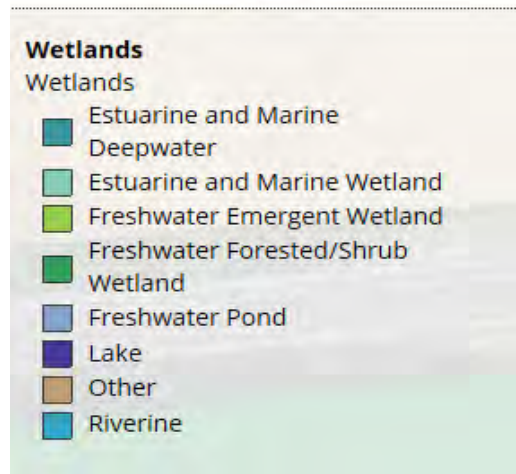 Wetlands
Wetlands
Estuarine and Marine
Deepwater
Estuarine and Marine Wetland
Freshwater Emergent Wetland
Freshwater Forested/Shrub
Wetland
Freshwater Pond
Lake
Other
Riverine